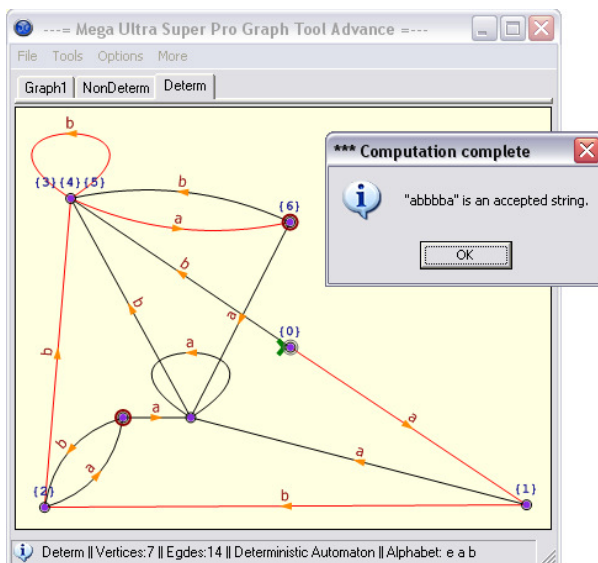 ---= Mega Ultra Super Pro Graph Tool Advance =---
File Tools Options More
Graph1 NonDeterm Determ
b
{3}{4}{5}
b
{6}
a
b
a
{0}
b
a
b
a
a
b
a
a
{2}
b
{1}
*** Computation complete
"abbbba" is an accepted string.
OK
Determ || Vertices:7 || Egdes:14 || Deterministic Automaton || Alphabet: e a b